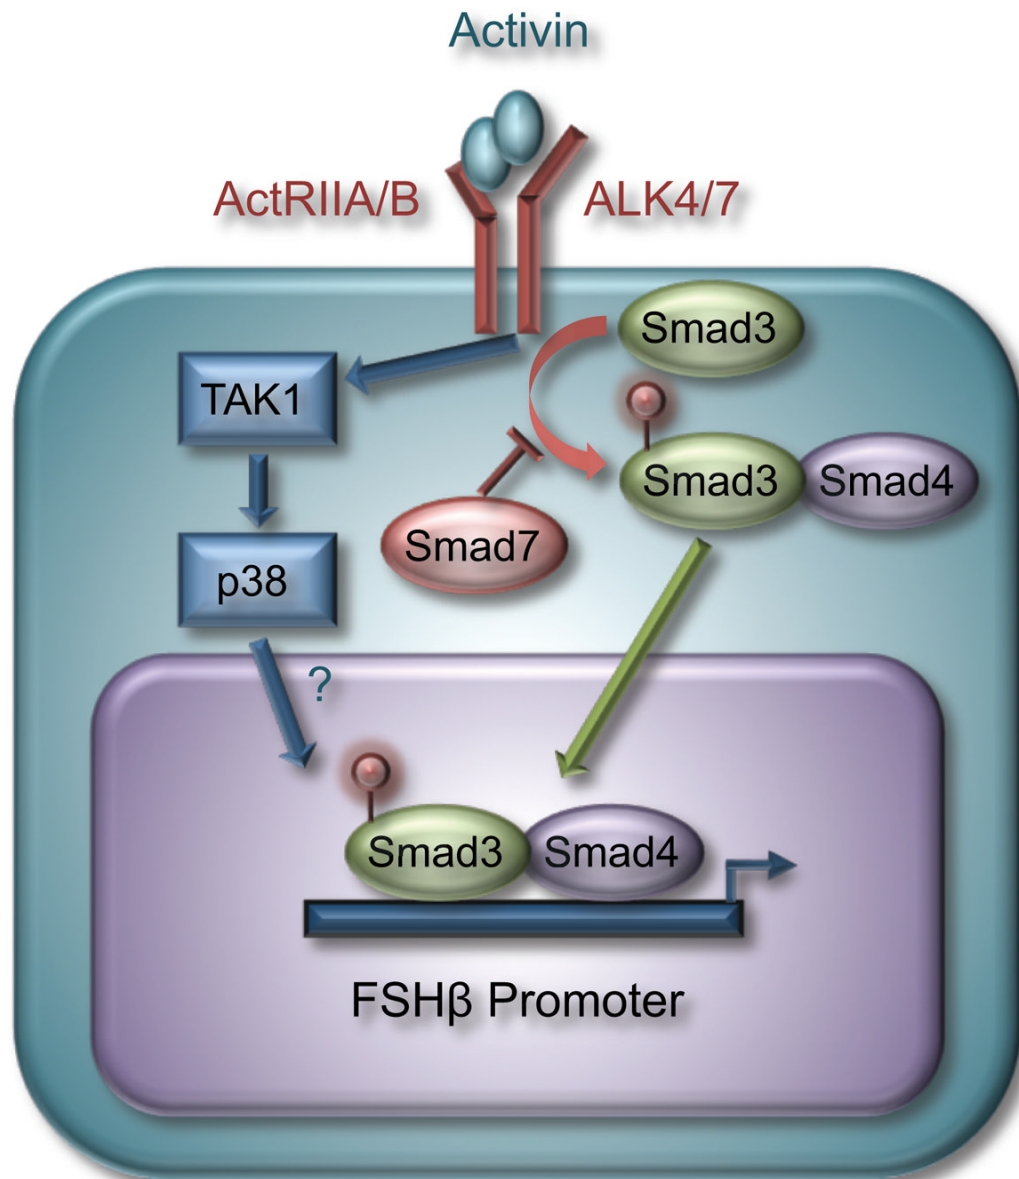 Activin
ActRIIA/B
ALK4/7
Smad3
TAK1
Smad3
Smad4
Smad7
p38
?
Smad3
Smad4
FSHβ Promoter